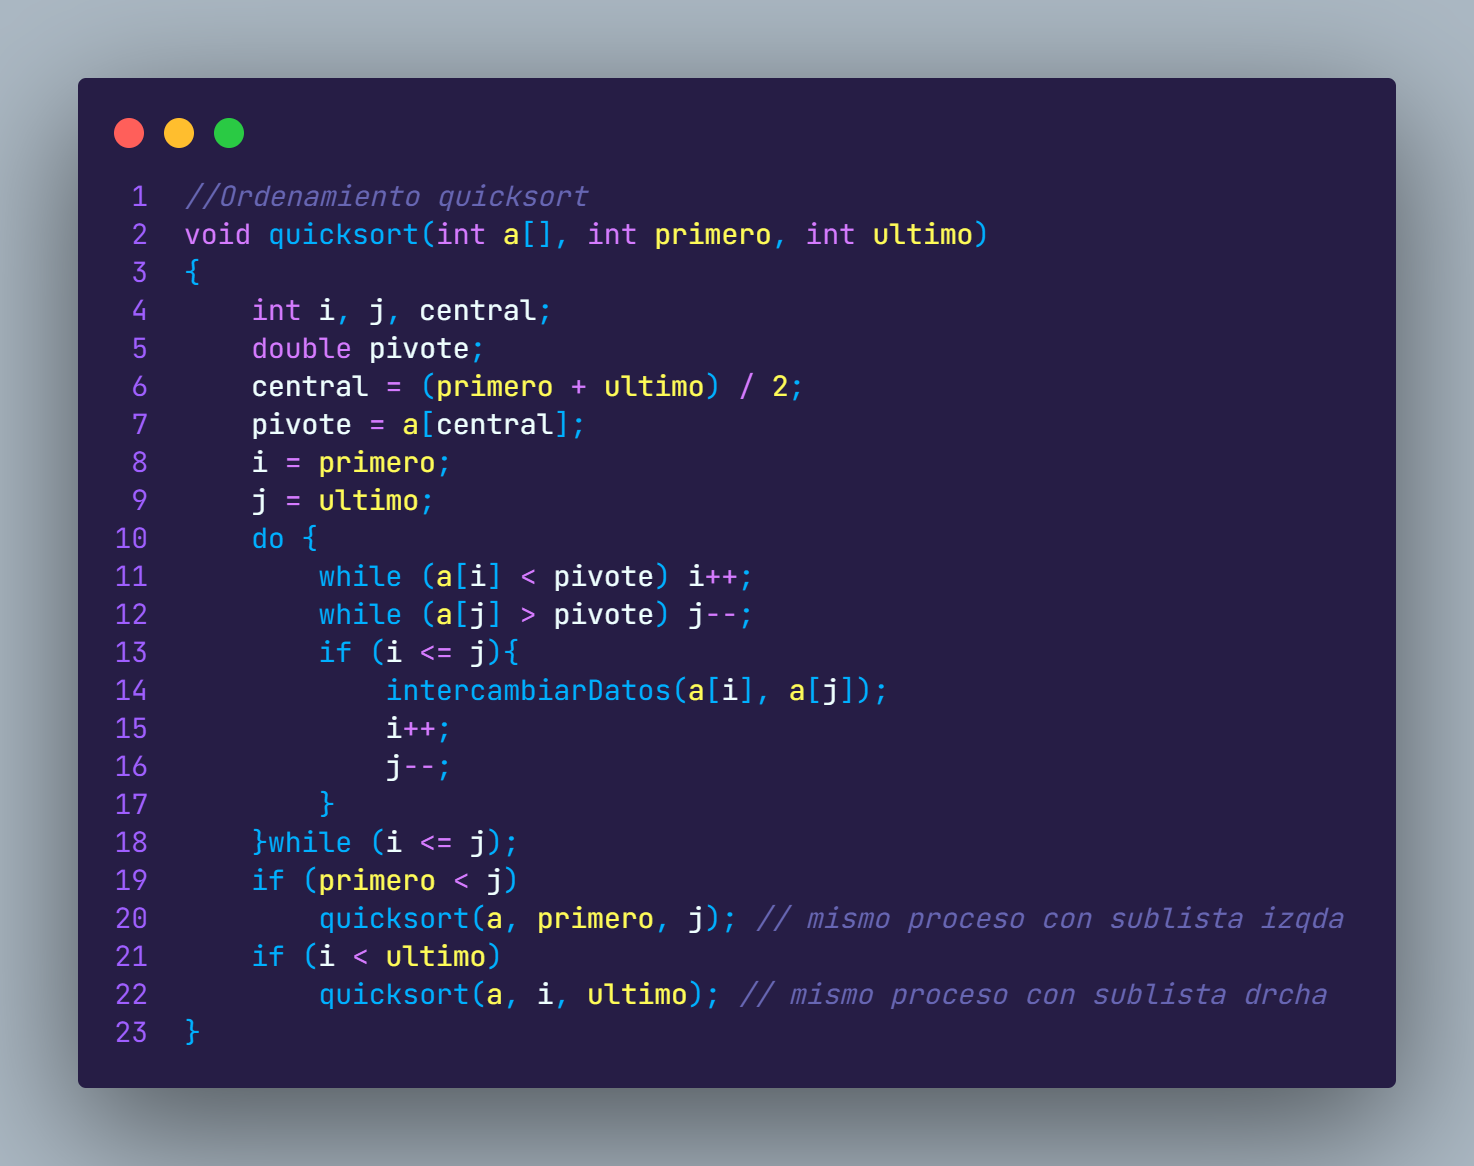 1 //Ordenamiento quicksort
2 void quicksort(int a[], int primero, int ultimo)
3 {
4     int i, j, central;
5     double pivote;
6     central = (primero + ultimo) / 2;
7     pivote = a[central];
8     i = primero;
9     j = ultimo;
10     do {
11         while (a[i] < pivote) i++;
12         while (a[j] > pivote) j--;
13         if (i <= j){
14             intercambiarDatos(a[i], a[j]);
15             i++;
16             j--;
17         }
18     }while (i <= j);
19     if (primero < j)
20         quicksort(a, primero, j); // mismo proceso con sublista izqda
21     if (i < ultimo)
22         quicksort(a, i, ultimo); // mismo proceso con sublista drcha
23 }